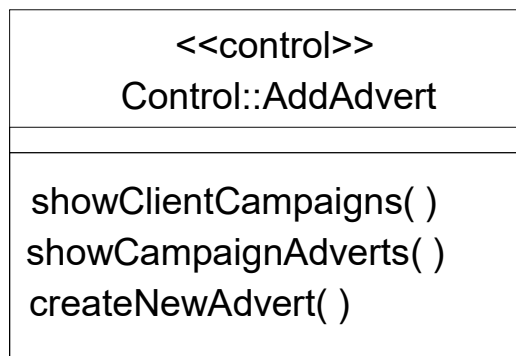 <<control>>
Control::AddAdvert
showClientCampaigns( )
showCampaignAdverts( )
createNewAdvert( )